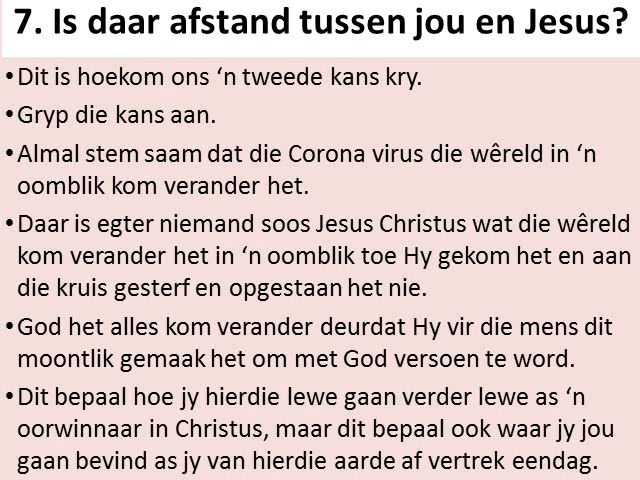 7. Is daar afstand tussen jou en Jesus?
•Dit is hoekom ons ‘n tweede kans kry.
•Gryp die kans aan.
•Almal stem saam dat die Corona virus die wêreld in ‘n
oomblik kom verander het.
•Daar is egter niemand soos Jesus Christus wat die wêreld
kom verander het in ‘n oomblik toe Hy gekom het en aan
die kruis gesterf en opgestaan het nie.
•God het alles kom verander deurdat Hy vir die mens dit
moontlik gemaak het om met God versoen te word.
•Dit bepaal hoe jy hierdie lewe gaan verder lewe as ‘n
oorwinnaar in Christus, maar dit bepaal ook waar jy jou
gaan bevind as jy van hierdie aarde af vertrek eendag.